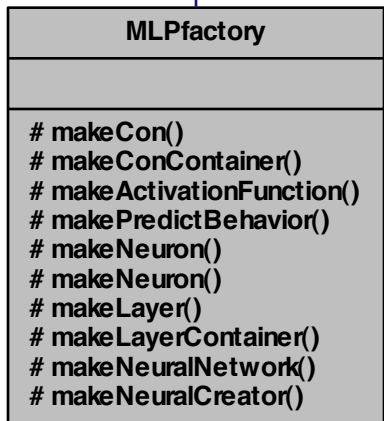 MLPfactory
# makeCon()
# makeConContainer()
# makeActivationFunction()
# makePredictBehavior()
# makeNeuron()
# makeNeuron()
# makeLayer()
# makeLayerContainer()
# makeNeuralNetwork()
# makeNeuralCreator()